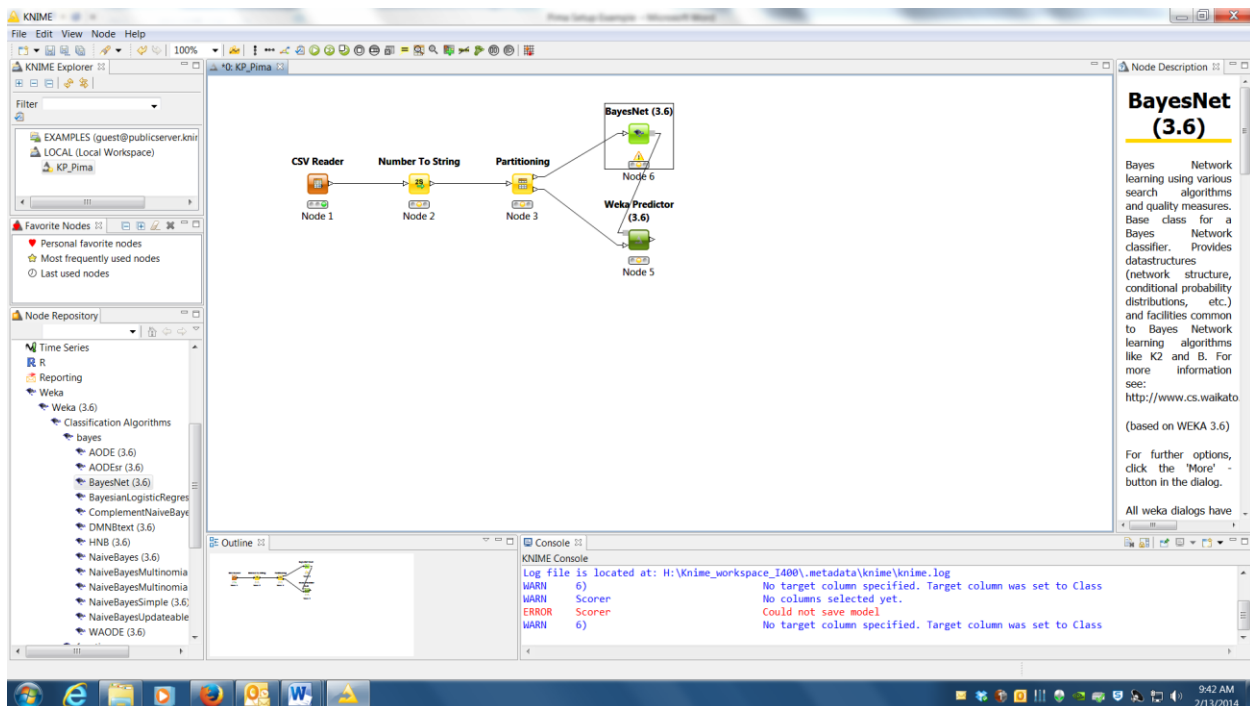 KNIME
Pima Setup Example - Microsoft Word
File Edit View Node Help
100%
KNIME Explorer
Filter
EXAMPLES (guest@publicserver.knir
LOCAL (Local Workspace)
KP_Pima
Favorite Nodes
Personal favorite nodes
Most frequently used nodes
Last used nodes
Node Repository
Time Series
R
Reporting
Weka
Weka (3.6)
Classification Algorithms
bayes
AODE (3.6)
AODEsr (3.6)
BayesNet (3.6)
BayesianLogisticRegres
ComplementNaiveBaye
DMNBtext (3.6)
HNB (3.6)
NaiveBayes (3.6)
NaiveBayesMultinomia
NaiveBayesMultinomia
NaiveBayesSimple (3.6)
NaiveBayesUpdateable
WAODE (3.6)
*0: KP_Pima
CSV Reader
Node 1
Number To String
Node 2
Partitioning
Node 3
BayesNet (3.6)
Node 6
Weka Predictor
(3.6)
Node 5
Outline
Console
KNIME Console
Log file is located at: H:\Knime_workspace_I400\.metadata\knime\knime.log
WARN 6) No target column specified. Target column was set to Class
WARN Scorer No columns selected yet.
ERROR Scorer Could not save model
WARN 6) No target column specified. Target column was set to Class
Node Description
BayesNet
(3.6)
Bayes Network
learning using various
search algorithms
and quality measures.
Base class for a
Bayes Network
classifier. Provides
datastructures
(network structure,
conditional probability
distributions, etc.)
and facilities common
to Bayes Network
learning algorithms
like K2 and B. For
more information
see:
http://www.cs.waikato
(based on WEKA 3.6)
For further options,
click the 'More' -
button in the dialog.
All weka dialogs have
9:42 AM
2/13/2014